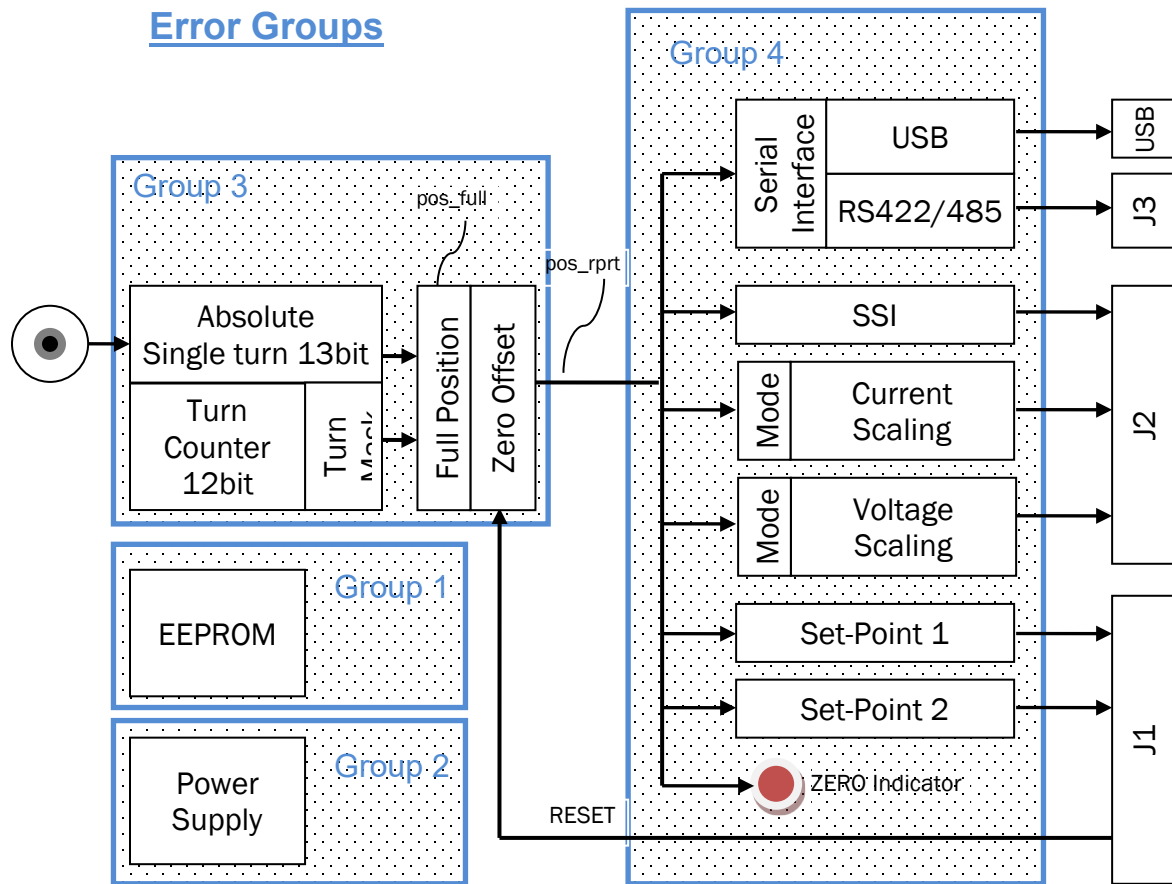 Error Groups
Group 4
Serial
Interface
USB
RS422/485
USB
J3
Group 3
pos_full
pos_rprt
Absolute
Single turn 13bit
Turn
Counter
12bit
Turn
Full Position
Zero Offset
SSI
Mode
Current
Scaling
Mode
Voltage
Scaling
J2
Group 1
EEPROM
Set-Point 1
Set-Point 2
J1
Group 2
Power
Supply
ZERO Indicator
RESET